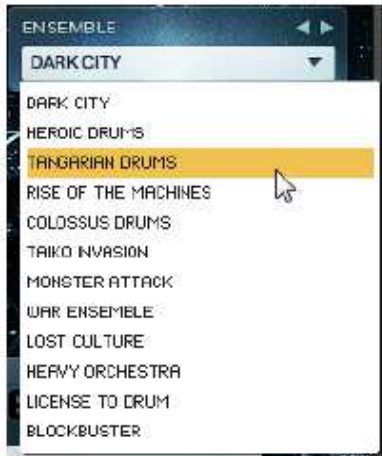 ENSEMBLE
DARK CITY
DARK CITY
HEROIC DRUMS
TANGARIAN DRUMS
RISE OF THE MACHINES
COLOSSUS DRUMS
TAIKO INVASION
MONSTER ATTACK
WAR ENSEMBLE
LOST CULTURE
HEAVY ORCHESTRA
LICENSE TO DRUM
BLOCKBUSTER